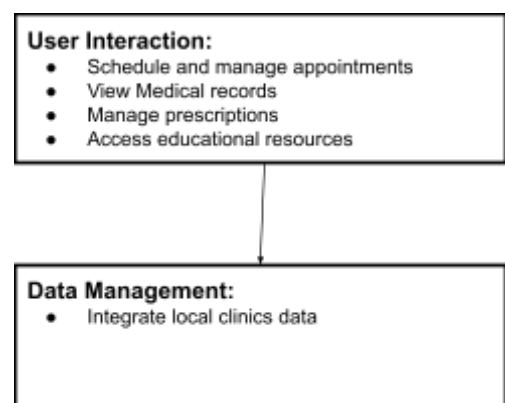 User Interaction:
● Schedule and manage appointments
● View Medical records
● Manage prescriptions
● Access educational resources
Data Management:
● Integrate local clinics data